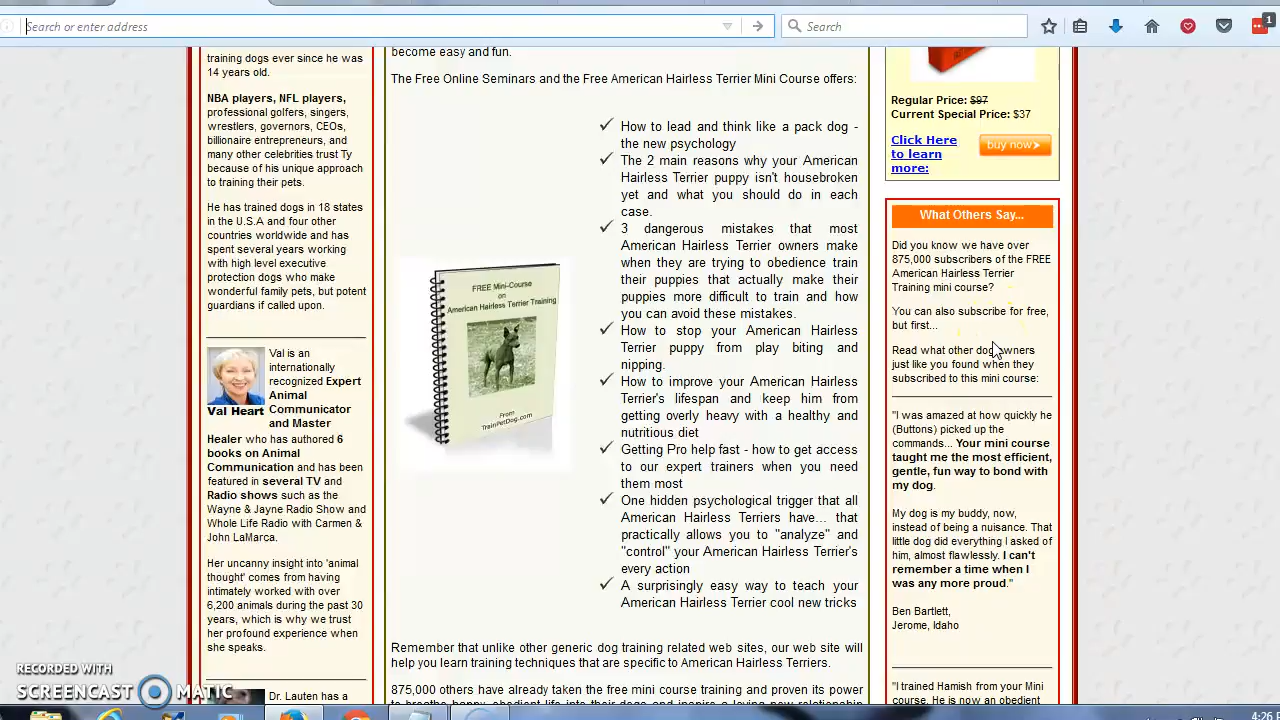 Search or enter address
Search
1
training dogs ever since he was
14 years old.
NBA players, NFL players,
professional golfers, singers,
wrestlers, governors, CEOs,
billionaire entrepreneurs, and
many other celebrities trust Ty
because of his unique approach
to training their pets.
He has trained dogs in 18 states
in the U.S.A and four other
countries worldwide and has
spent several years working
with high level executive
protection dogs who make
wonderful family pets, but potent
guardians if called upon.
Val is an
internationally
recognized Expert
Animal
Communicator
and Master
Val Heart
Healer who has authored 6
books on Animal
Communication and has been
featured in several TV and
Radio shows such as the
Wayne & Jayne Radio Show and
Whole Life Radio with Carmen &
John LaMarca.
Her uncanny insight into 'animal
thought' comes from having
intimately worked with over
6,200 animals during the past 30
years, which is why we trust
her profound experience when
she speaks.
Dr. Lauten has a
become easy and fun.
The Free Online Seminars and the Free American Hairless Terrier Mini Course offers:
FREE Mini-Course
on
American Hairless Terrier Training
From
TrainPetDog.com
How to lead and think like a pack dog -
the new psychology
The 2 main reasons why your American
Hairless Terrier puppy isn't housebroken
yet and what you should do in each
case.
3 dangerous mistakes that most
American Hairless Terrier owners make
when they are trying to obedience train
their puppies that actually make their
puppies more difficult to train and how
you can avoid these mistakes.
How to stop your American Hairless
Terrier puppy from play biting and
nipping.
How to improve your American Hairless
Terrier's lifespan and keep him from
getting overly heavy with a healthy and
nutritious diet
Getting Pro help fast - how to get access
to our expert trainers when you need
them most
One hidden psychological trigger that all
American Hairless Terriers have... that
practically allows you to "analyze" and
"control" your American Hairless Terrier's
every action
A surprisingly easy way to teach your
American Hairless Terrier cool new tricks
Remember that unlike other generic dog training related web sites, our web site will
help you learn training techniques that are specific to American Hairless Terriers.
875,000 others have already taken the free mini course training and proven its power
to breathe happy, obedient life into their dogs and inspire a loving new relationship
Regular Price: $97
Current Special Price: $37
Click Here
to learn
more:
buy now>
What Others Say...
Did you know we have over
875,000 subscribers of the FREE
American Hairless Terrier
Training mini course?
You can also subscribe for free,
but first...
Read what other dog owners
just like you found when they
subscribed to this mini course:
"I was amazed at how quickly he
(Buttons) picked up the
commands... Your mini course
taught me the most efficient,
gentle, fun way to bond with
my dog.
My dog is my buddy, now,
instead of being a nuisance. That
little dog did everything I asked of
him, almost flawlessly. I can't
remember a time when I
was any more proud."
Ben Bartlett,
Jerome, Idaho
"I trained Hamish from your Mini
course. He is now an obedient
RECORDED WITH
SCREENCAST MATIC
4:26 P